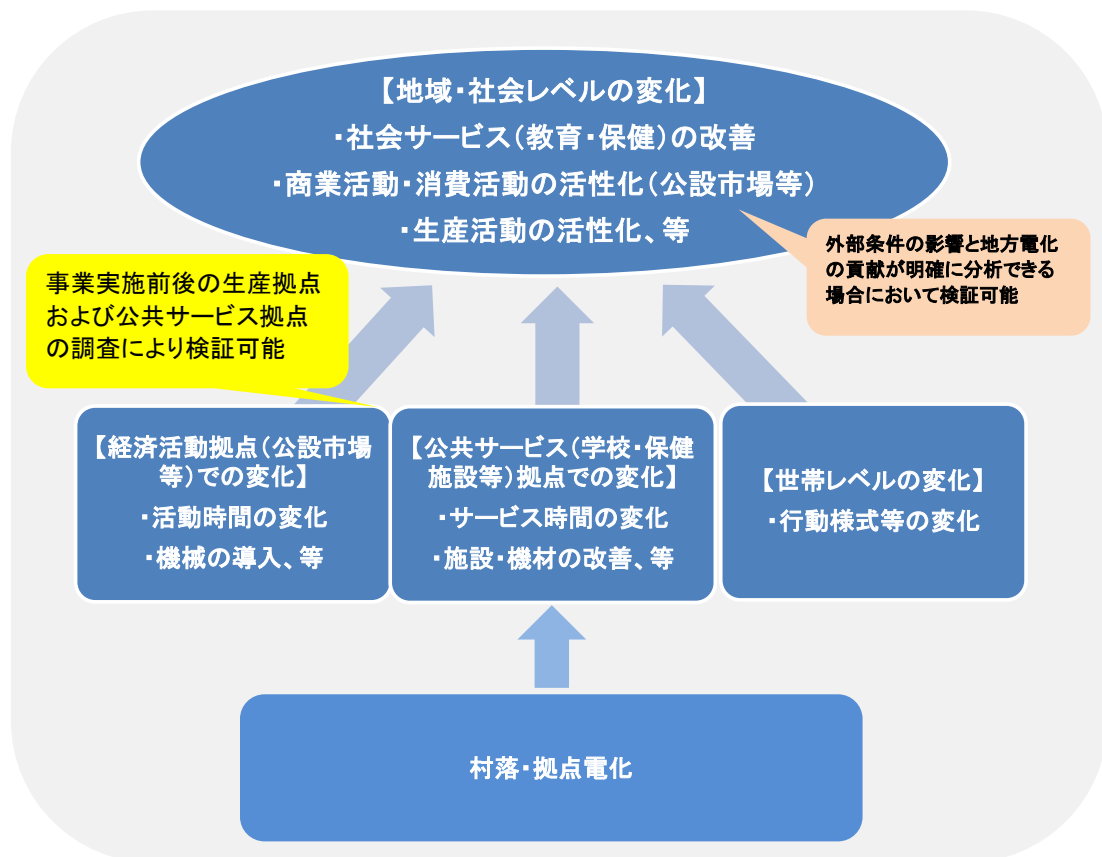 【地域・社会レベルの変化】
・社会サービス(教育・保健)の改善
・商業活動・消費活動の活性化(公設市場等)
・生産活動の活性化、等
外部条件の影響と地方電化
の貢献が明確に分析できる
場合において検証可能
事業実施前後の生産拠点
および公共サービス拠点
の調査により検証可能
【経済活動拠点(公設市場
等)での変化】
・活動時間の変化
・機械の導入、等
【公共サービス(学校・保健
施設等)拠点での変化】
・サービス時間の変化
・施設・機材の改善、等
【世帯レベルの変化】
・行動様式等の変化
村落・拠点電化